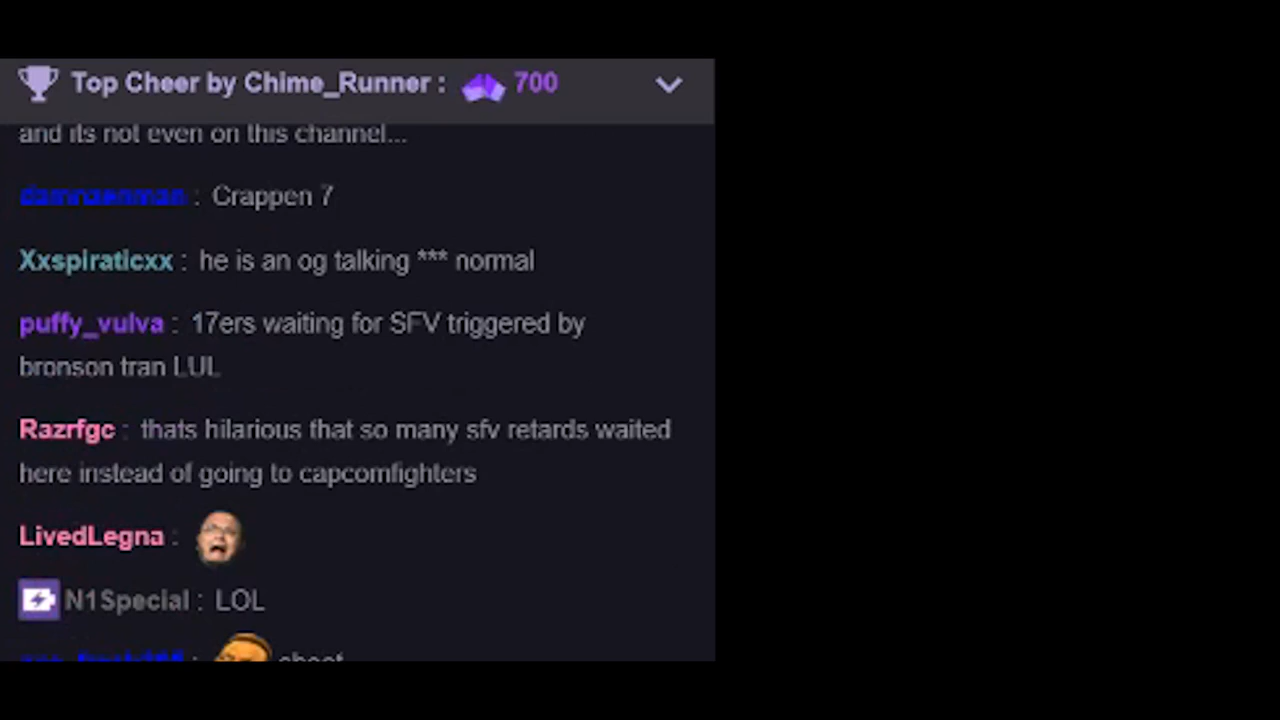 Top Cheer by Chime_Runner : 700
and its not even on this channel...
: Crappen 7
Xxspiraticxx : he is an og talking *** normal
puffy_vulva : 17ers waiting for SFV triggered by
bronson tran LUL
Razrfgc : thats hilarious that so many sfv retards waited
here instead of going to capcomfighters
LivedLegna :
N1Special : LOL